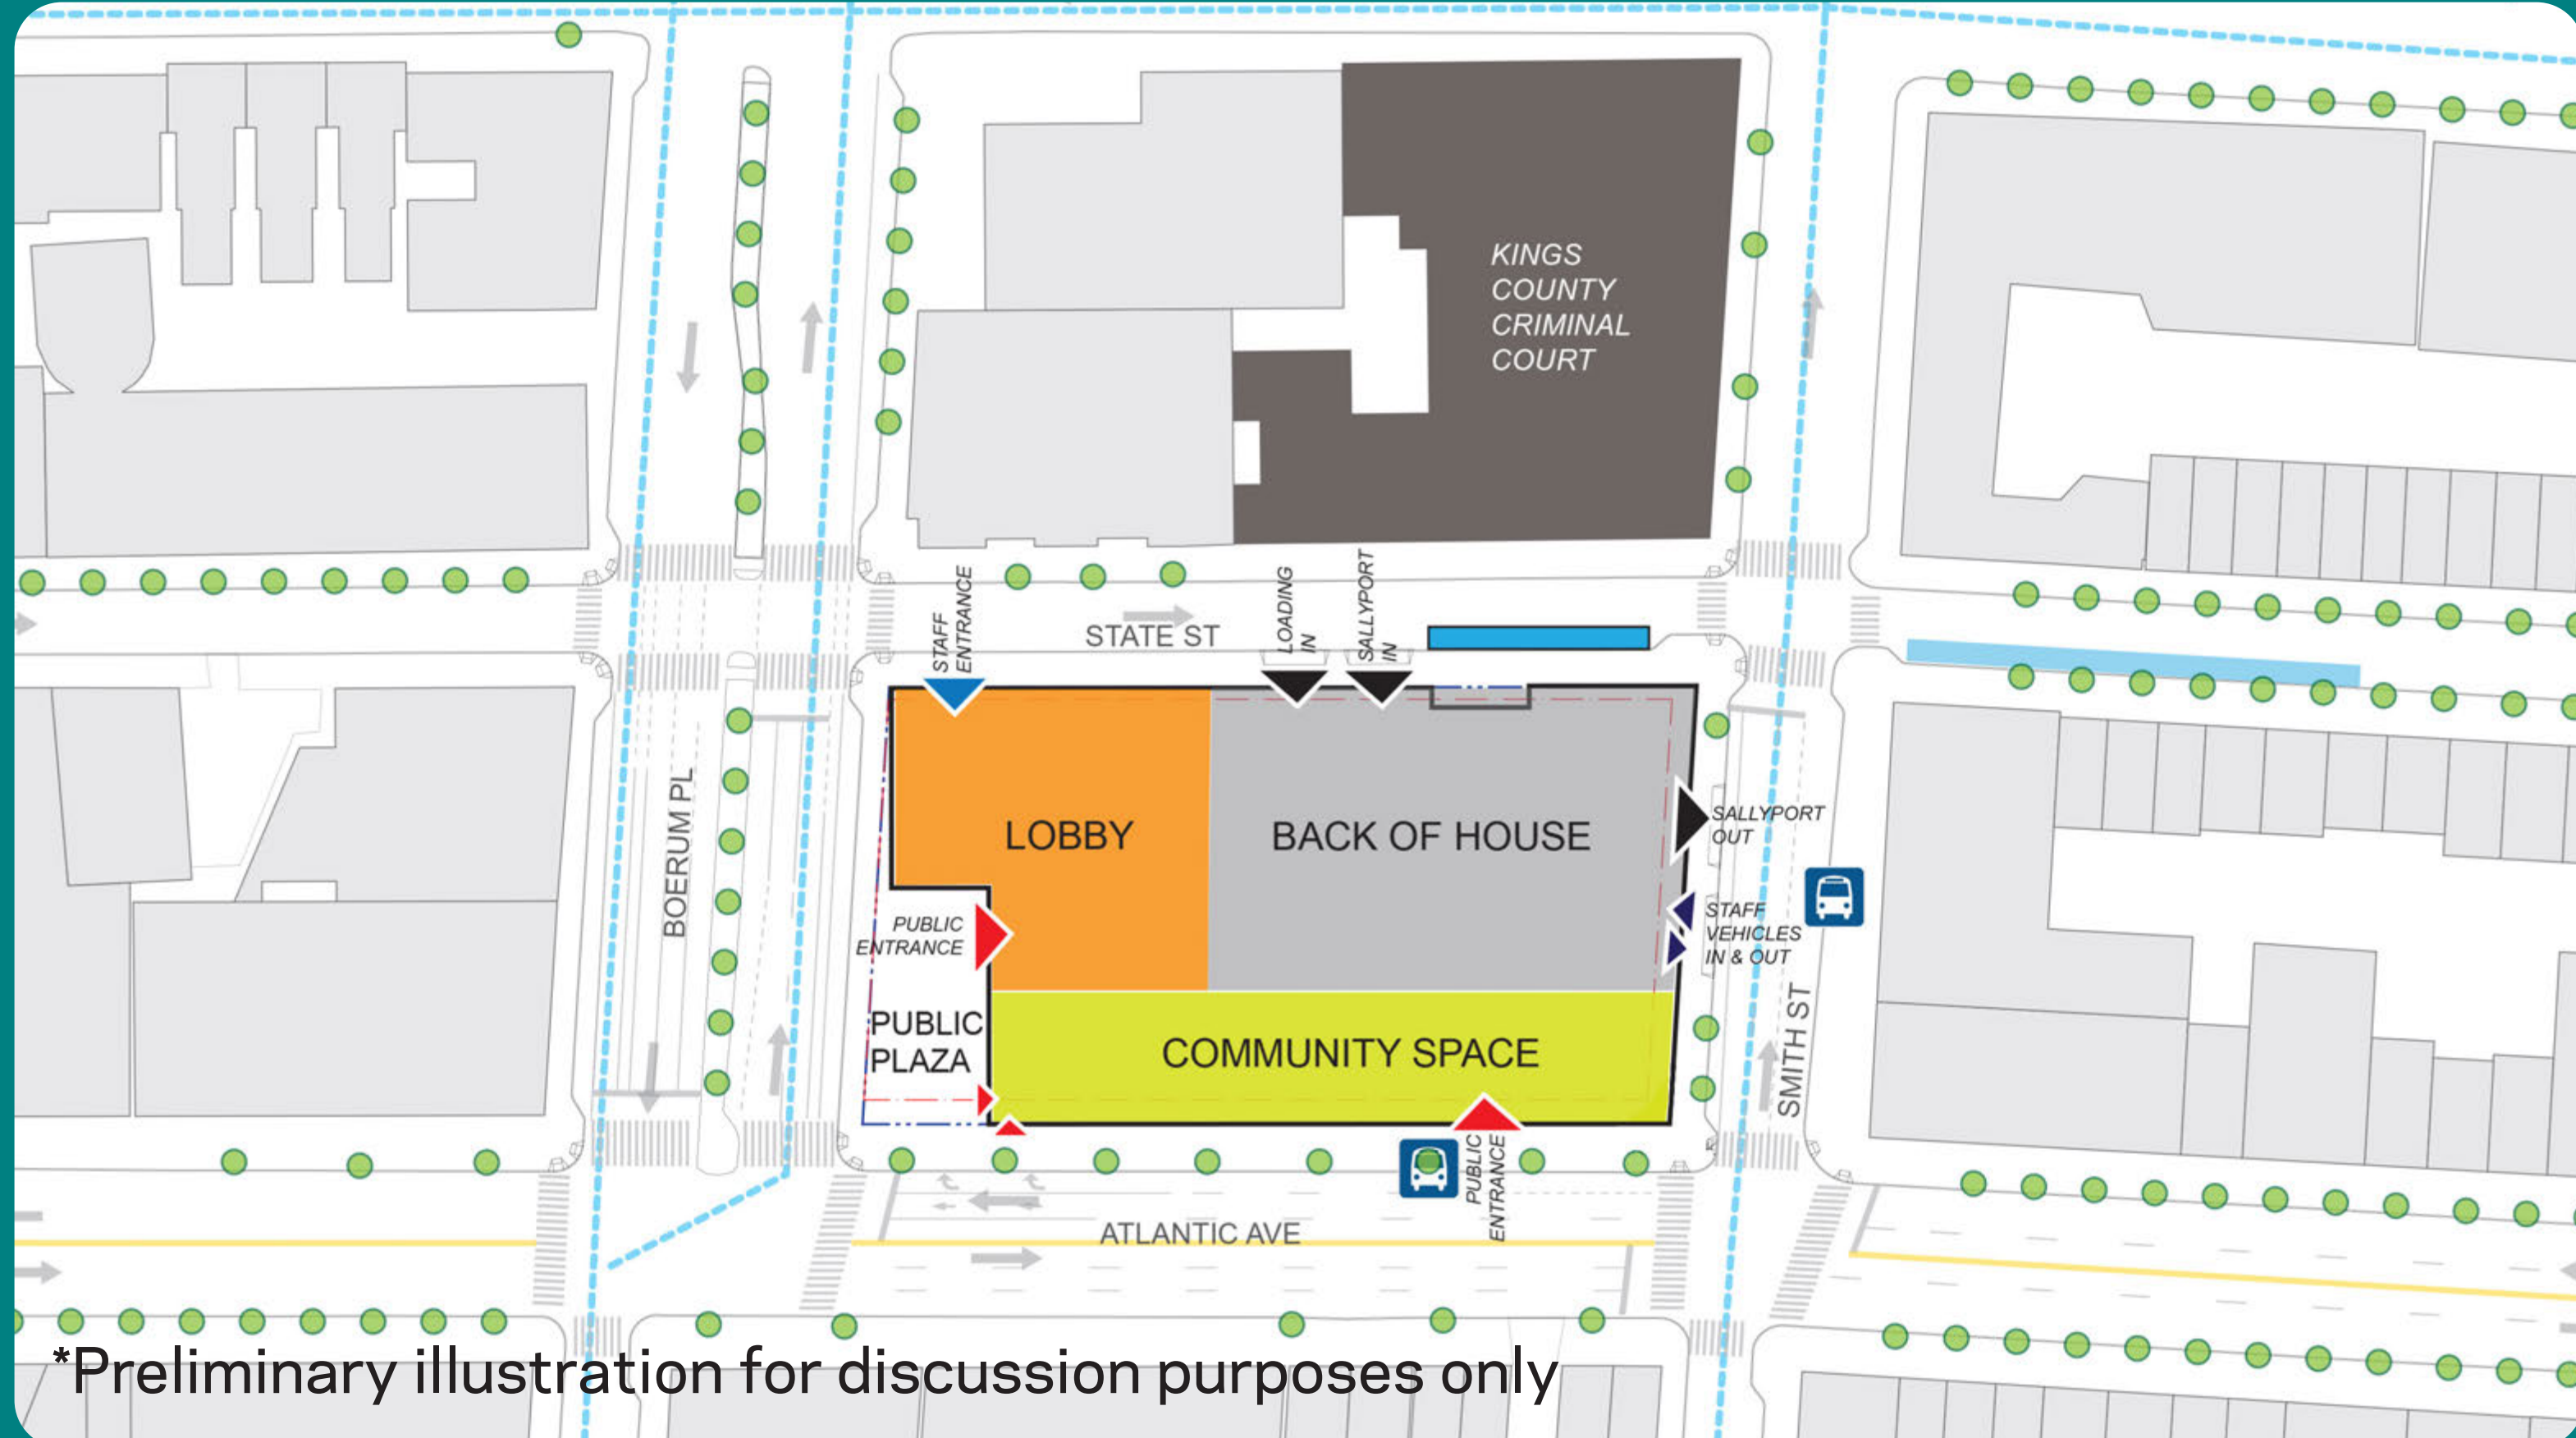 KINGS
COUNTY
CRIMINAL
COURT
STAFF
ENTRANCE
STATE ST
LOADING
IN
SALLYPORT
IN
LOBBY
BACK OF HOUSE
SALLYPORT
OUT
BOERUM PL
PUBLIC
ENTRANCE
STAFF
VEHICLES
IN & OUT
PUBLIC
PLAZA
COMMUNITY SPACE
SMITH ST
PUBLIC
ENTRANCE
ATLANTIC AVE
*Preliminary illustration for discussion purposes only